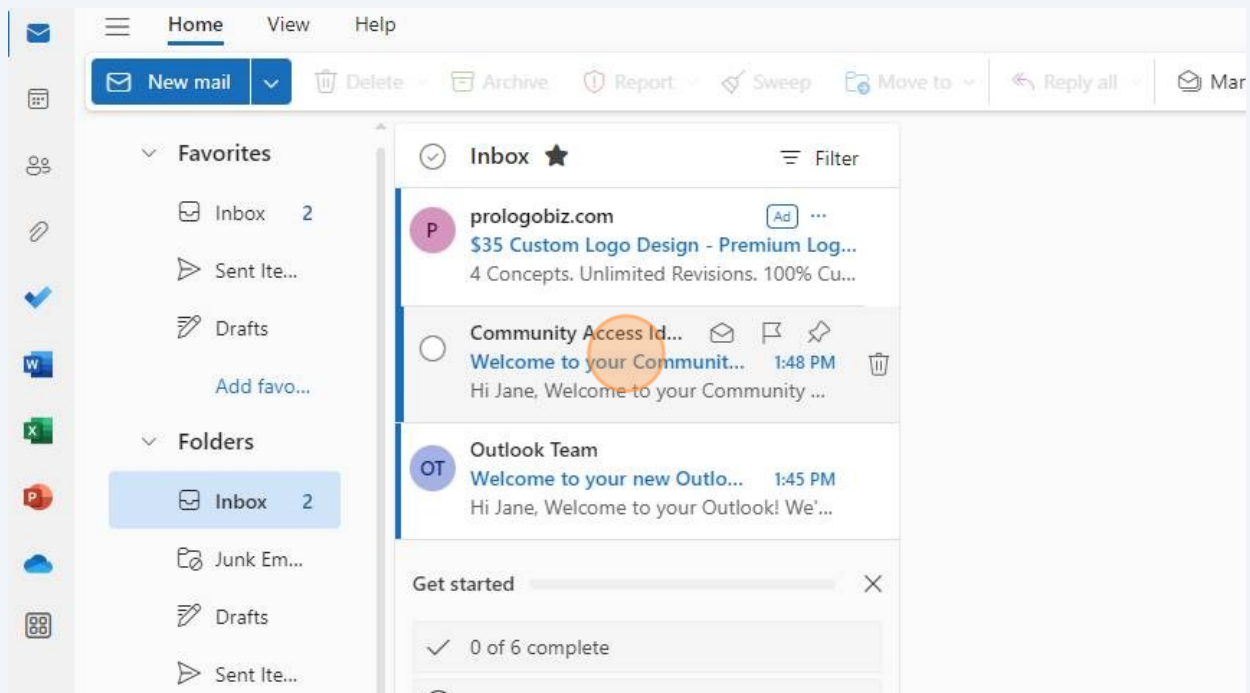 Home View Help
New mail Delete Archive Report Sweep Move to Reply all Mar
Favorites
Inbox 2
Sent Ite...
Drafts
Add favo...
Folders
Inbox 2
Junk Em...
Drafts
Sent Ite...
Inbox Filter
P
prologobiz.com Ad
$35 Custom Logo Design - Premium Log...
4 Concepts. Unlimited Revisions. 100% Cu...
Community Access Id...
Welcome to your Communit... 1:48 PM
Hi Jane, Welcome to your Community ...
OT
Outlook Team
Welcome to your new Outlo... 1:45 PM
Hi Jane, Welcome to your Outlook! We'...
Get started
0 of 6 complete